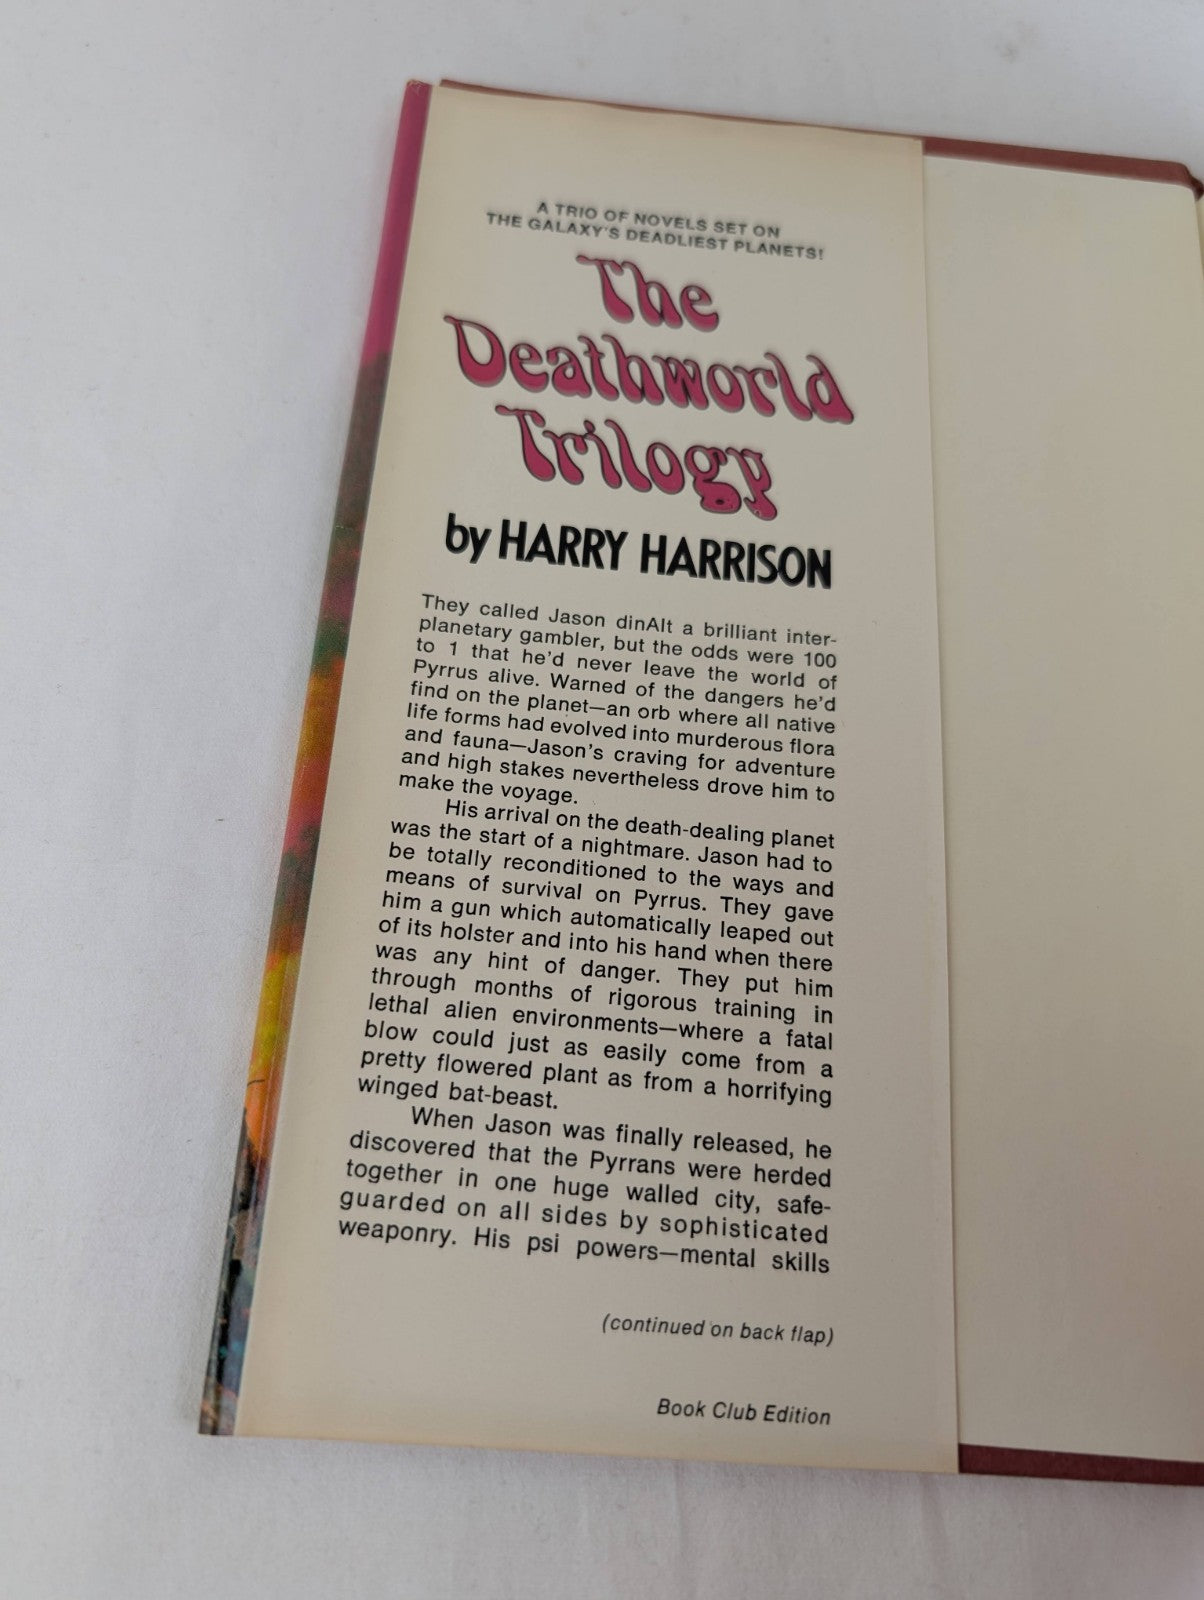 A TRIO OF NOVELS SET ON
THE GALAXY'S DEADLIEST PLANETS!
The
Deathworld
Trilogy
by HARRY HARRISON
They called Jason dinAlt a brilliant inter-
planetary gambler, but the odds were 100
to 1 that he'd never leave the world of
Pyrrus alive. Warned of the dangers he'd
find on the planet—an orb where all native
life forms had evolved into murderous flora
and fauna—Jason's craving for adventure
and high stakes nevertheless drove him to
make the voyage.
His arrival on the death-dealing planet
was the start of a nightmare. Jason had to
be totally reconditioned to the ways and
means of survival on Pyrrus. They gave
him a gun which automatically leaped out
of its holster and into his hand when there
was any hint of danger. They put him
through months of rigorous training in
lethal alien environments—where a fatal
blow could just as easily come from a
pretty flowered plant as from a horrifying
winged bat-beast.
When Jason was finally released, he
discovered that the Pyrrans were herded
together in one huge walled city, safe-
guarded on all sides by sophisticated
weaponry. His psi powers—mental skills
(continued on back flap)
Book Club Edition